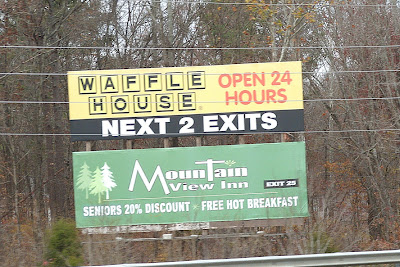 WAFFLE OPEN 24
HOUSE HOURS
NEXT 2 EXITS
Mountain
View Inn EXIT 25
SENIORS 20% DISCOUNT - FREE HOT BREAKFAST